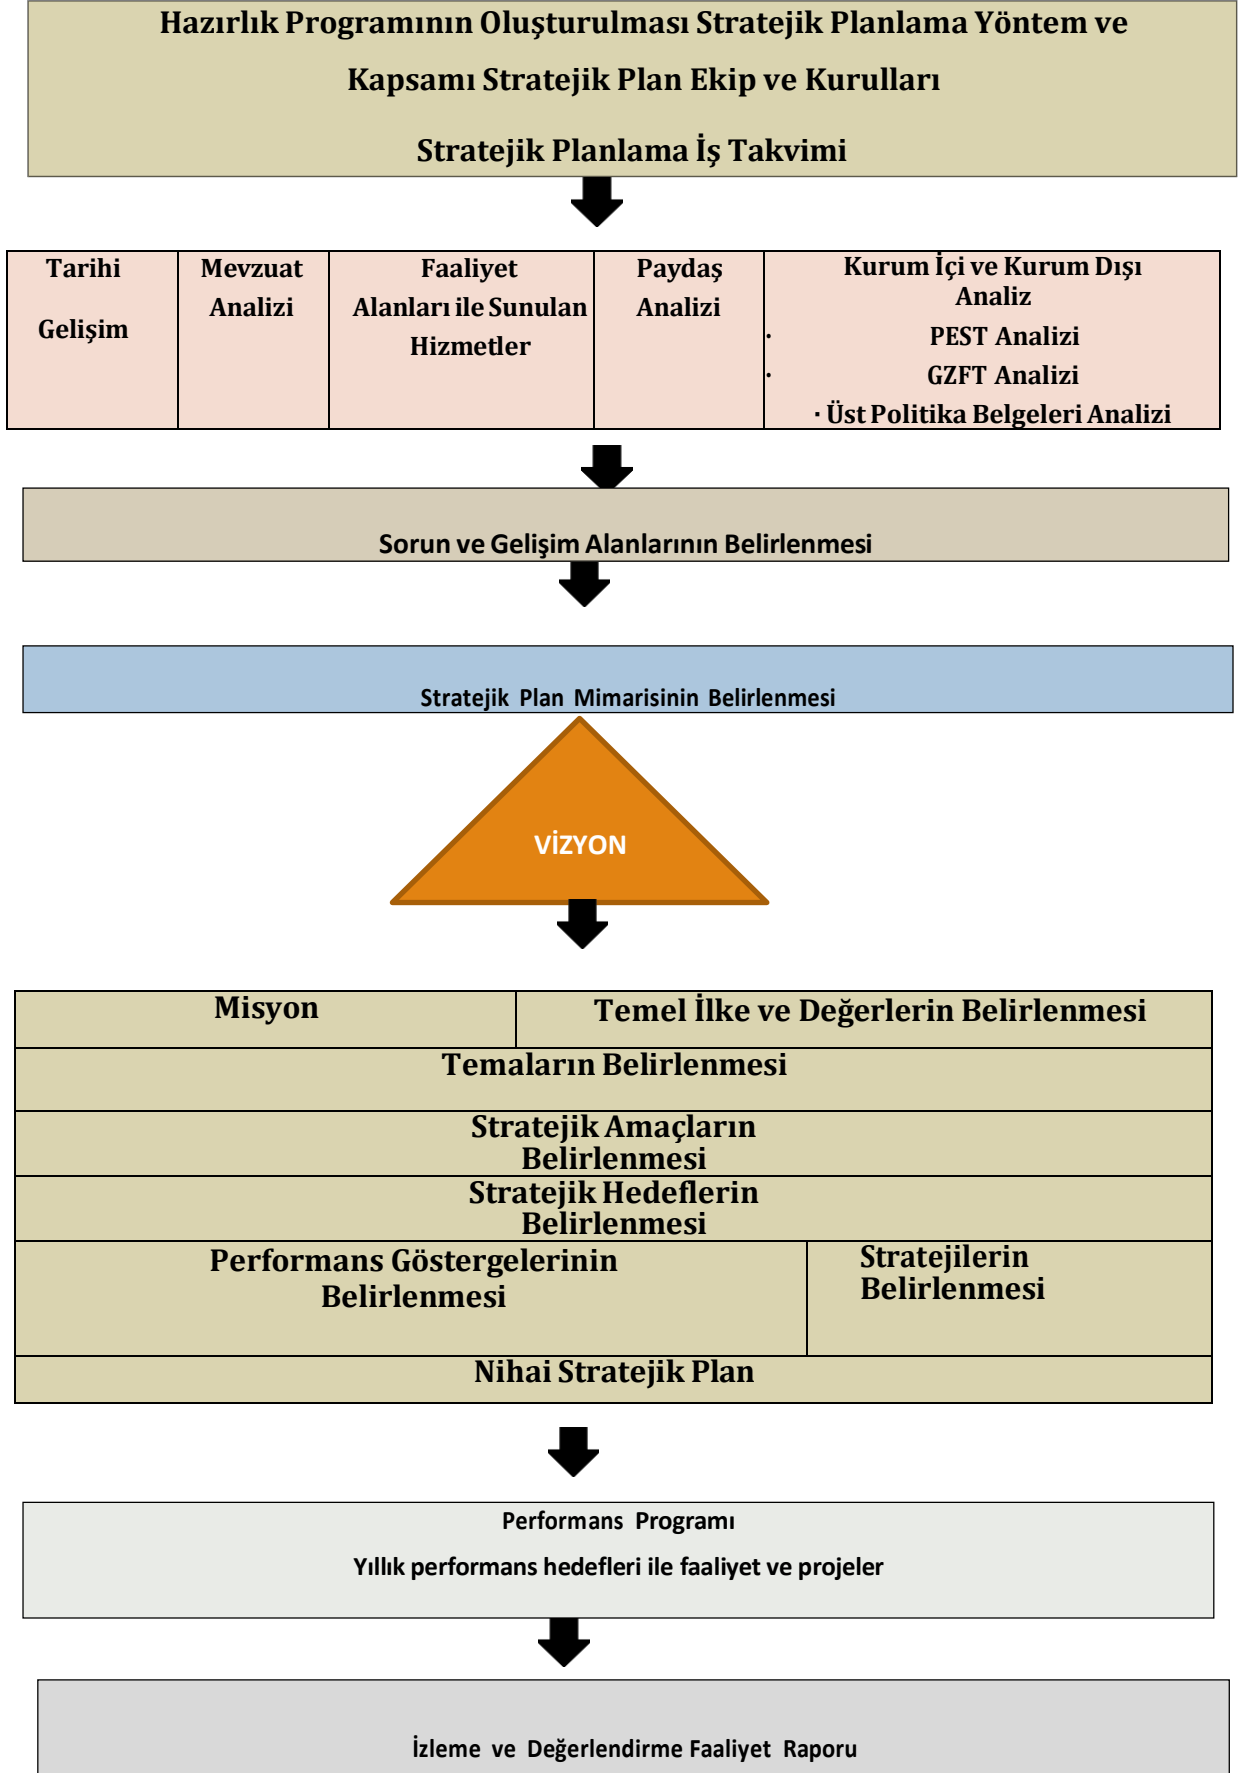 Hazırlık Programının Oluşturulması Stratejik Planlama Yöntem ve
Kapsamı Stratejik Plan Ekip ve Kurulları
Stratejik Planlama İş Takvimi
Tarihi
Gelişim
Mevzuat
Analizi
Faaliyet
Alanları ile Sunulan
Hizmetler
Paydaş
Analizi
Kurum İçi ve Kurum Dışı
Analiz
· PEST Analizi
· GZFT Analizi
· Üst Politika Belgeleri Analizi
Sorun ve Gelişim Alanlarının Belirlenmesi
Stratejik Plan Mimarisinin Belirlenmesi
VİZYON
Misyon
Temel İlke ve Değerlerin Belirlenmesi
Temaların Belirlenmesi
Stratejik Amaçların
Belirlenmesi
Stratejik Hedeflerin
Belirlenmesi
Performans Göstergelerinin
Belirlenmesi
Stratejilerin
Belirlenmesi
Nihai Stratejik Plan
Performans Programı
Yıllık performans hedefleri ile faaliyet ve projeler
İzleme ve Değerlendirme Faaliyet Raporu